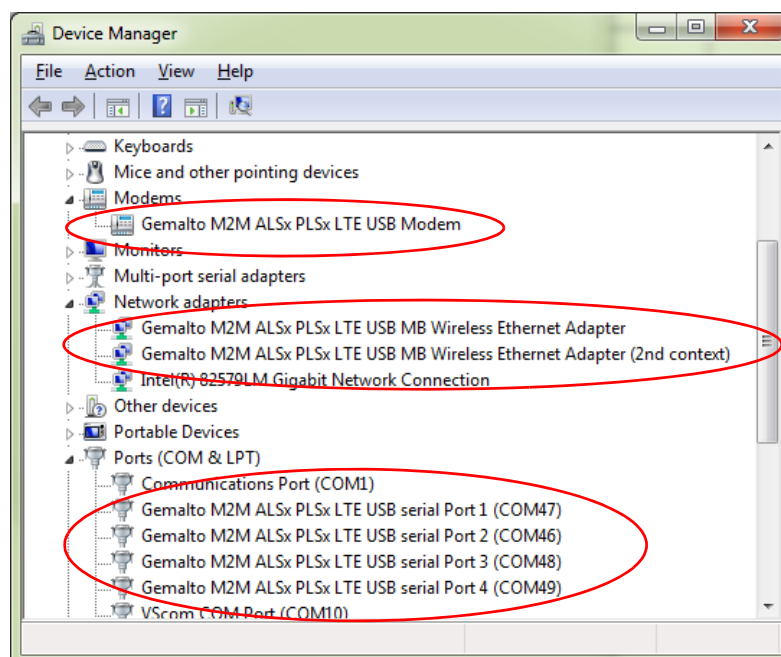 Device Manager
File Action View Help
Keyboards
Mice and other pointing devices
Modems
Gemalto M2M ALSx PLSx LTE USB Modem
Monitors
Multi-port serial adapters
Network adapters
Gemalto M2M ALSx PLSx LTE USB MB Wireless Ethernet Adapter
Gemalto M2M ALSx PLSx LTE USB MB Wireless Ethernet Adapter (2nd context)
Intel(R) 82579LM Gigabit Network Connection
Other devices
Portable Devices
Ports (COM & LPT)
Communications Port (COM1)
Gemalto M2M ALSx PLSx LTE USB serial Port 1 (COM47)
Gemalto M2M ALSx PLSx LTE USB serial Port 2 (COM46)
Gemalto M2M ALSx PLSx LTE USB serial Port 3 (COM48)
Gemalto M2M ALSx PLSx LTE USB serial Port 4 (COM49)
VScom COM Port (COM10)